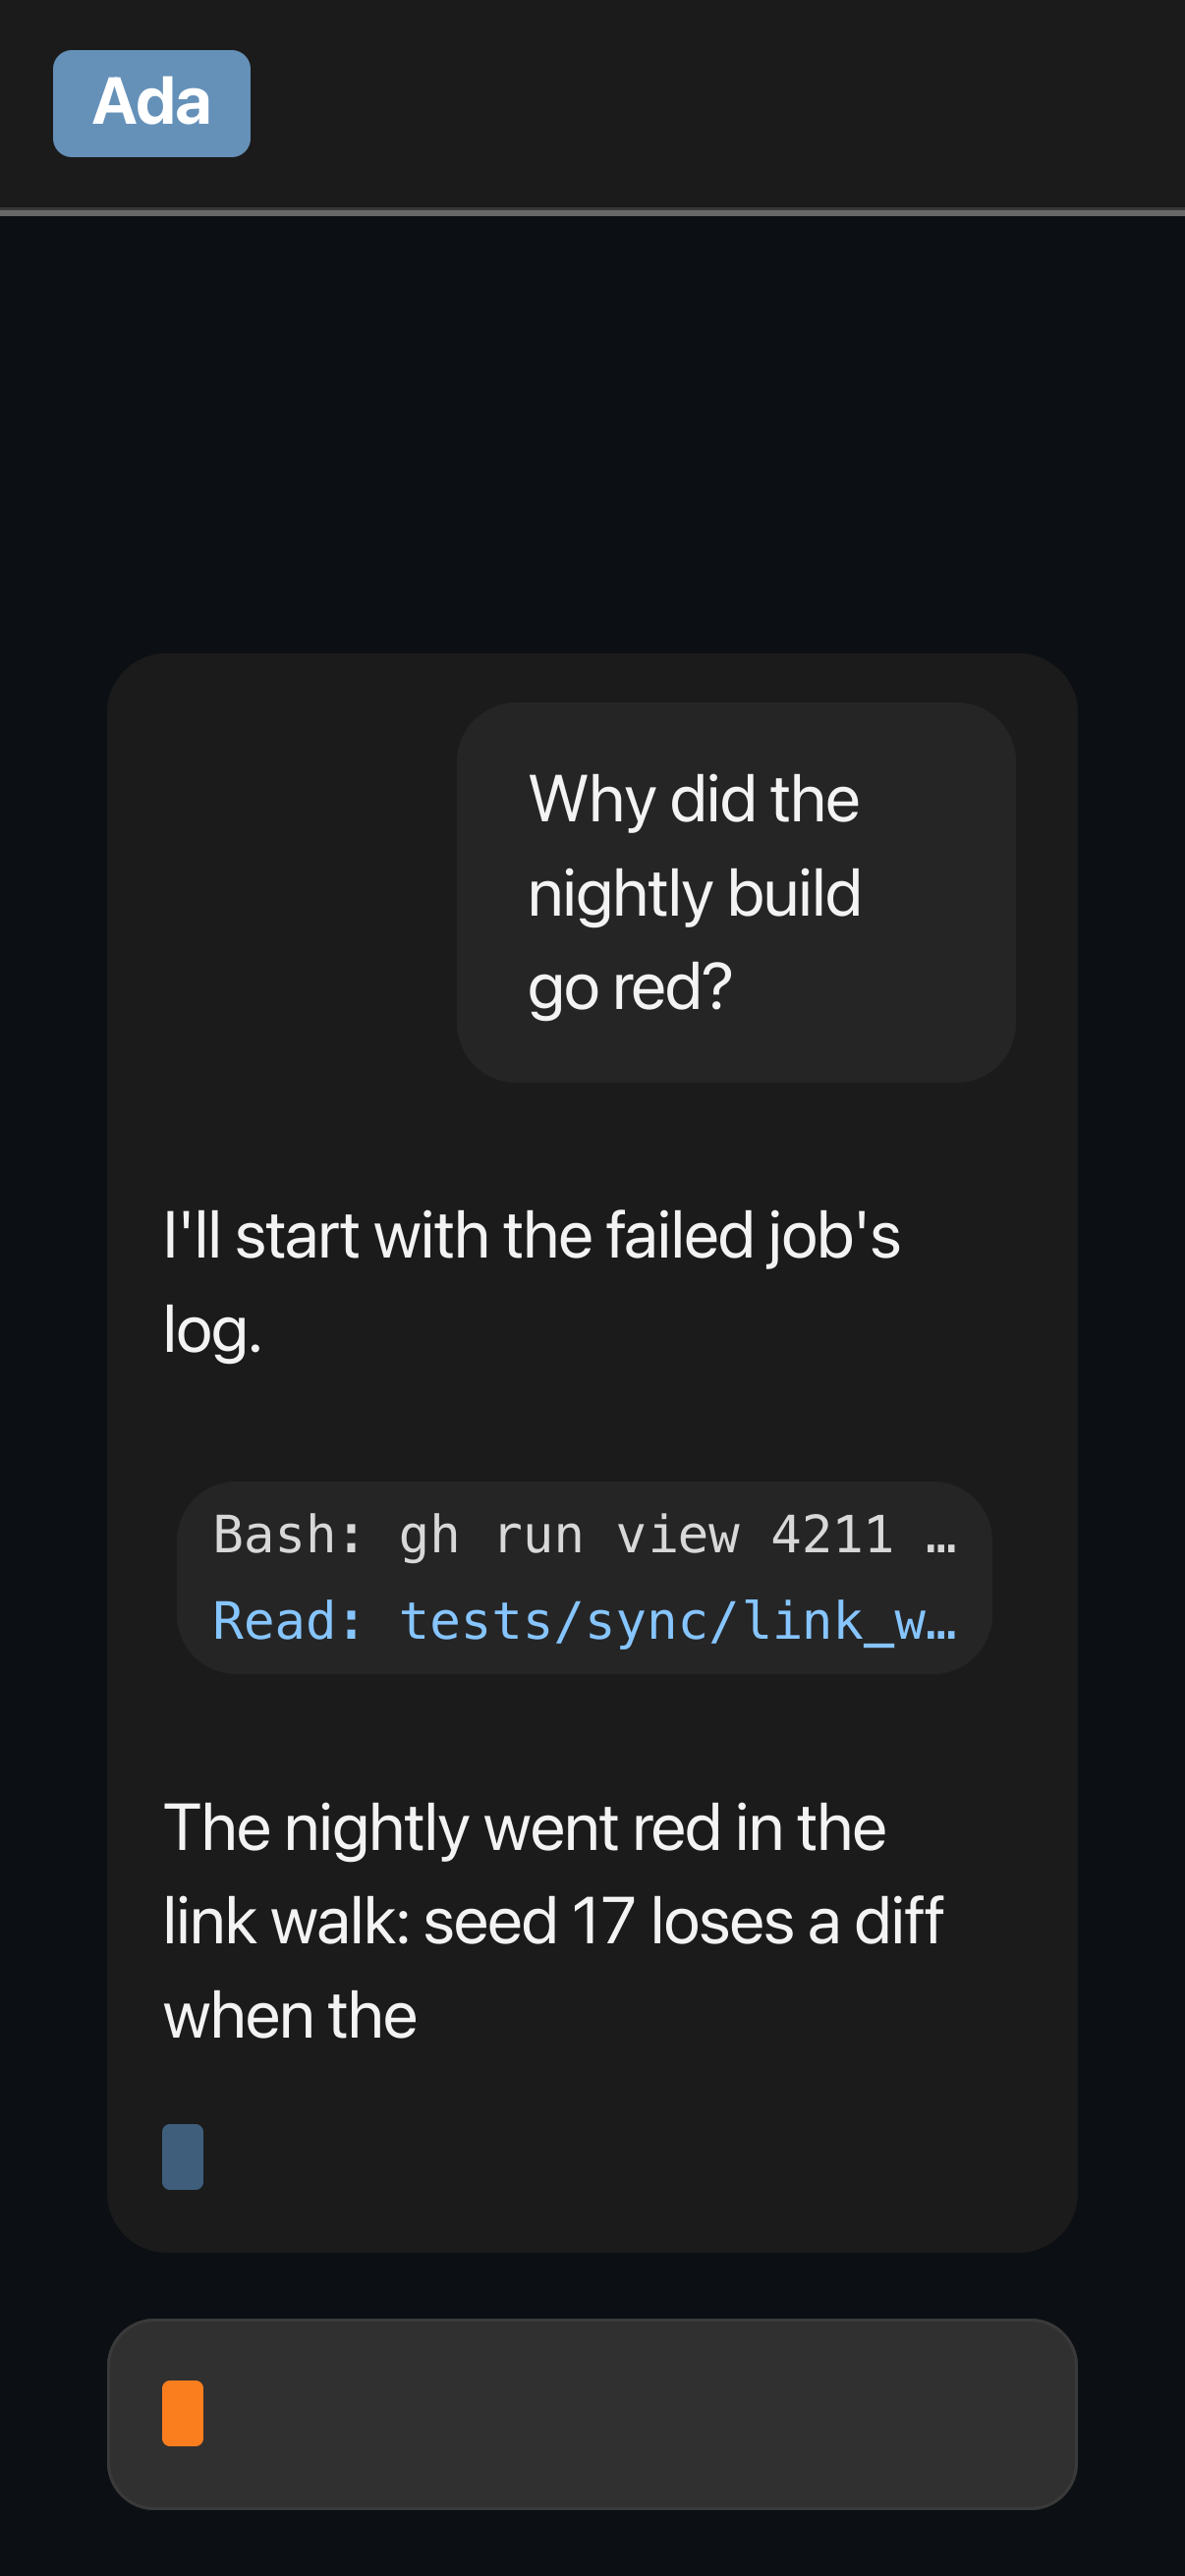 Ada
Why did the
nightly build
go red?
I'll start with the failed job's
log.
Bash: gh run view 4211 …
Read: tests/sync/link_w…
The nightly went red in the
link walk: seed 17 loses a diff
when the